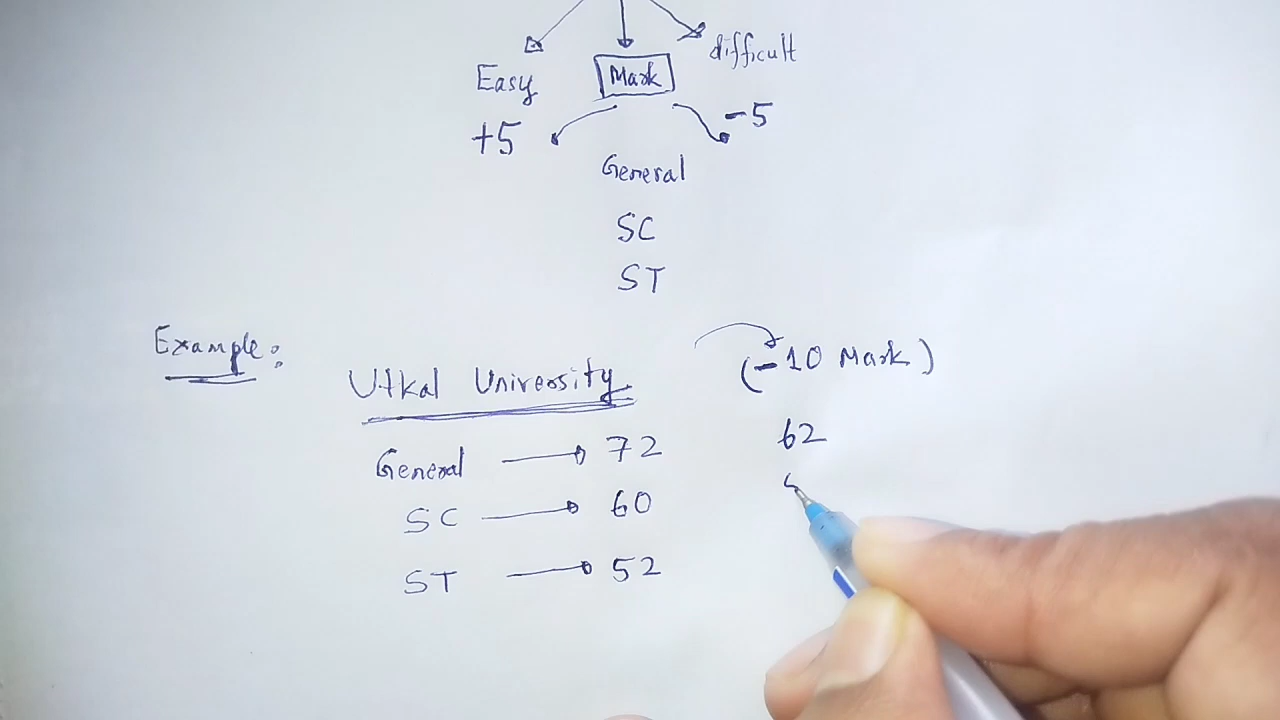 difficult
Easy Mark
+5 -5
General
SC
ST
Example:
Utkal University (-10 Mark)
General 72 62
SC 60
ST 52